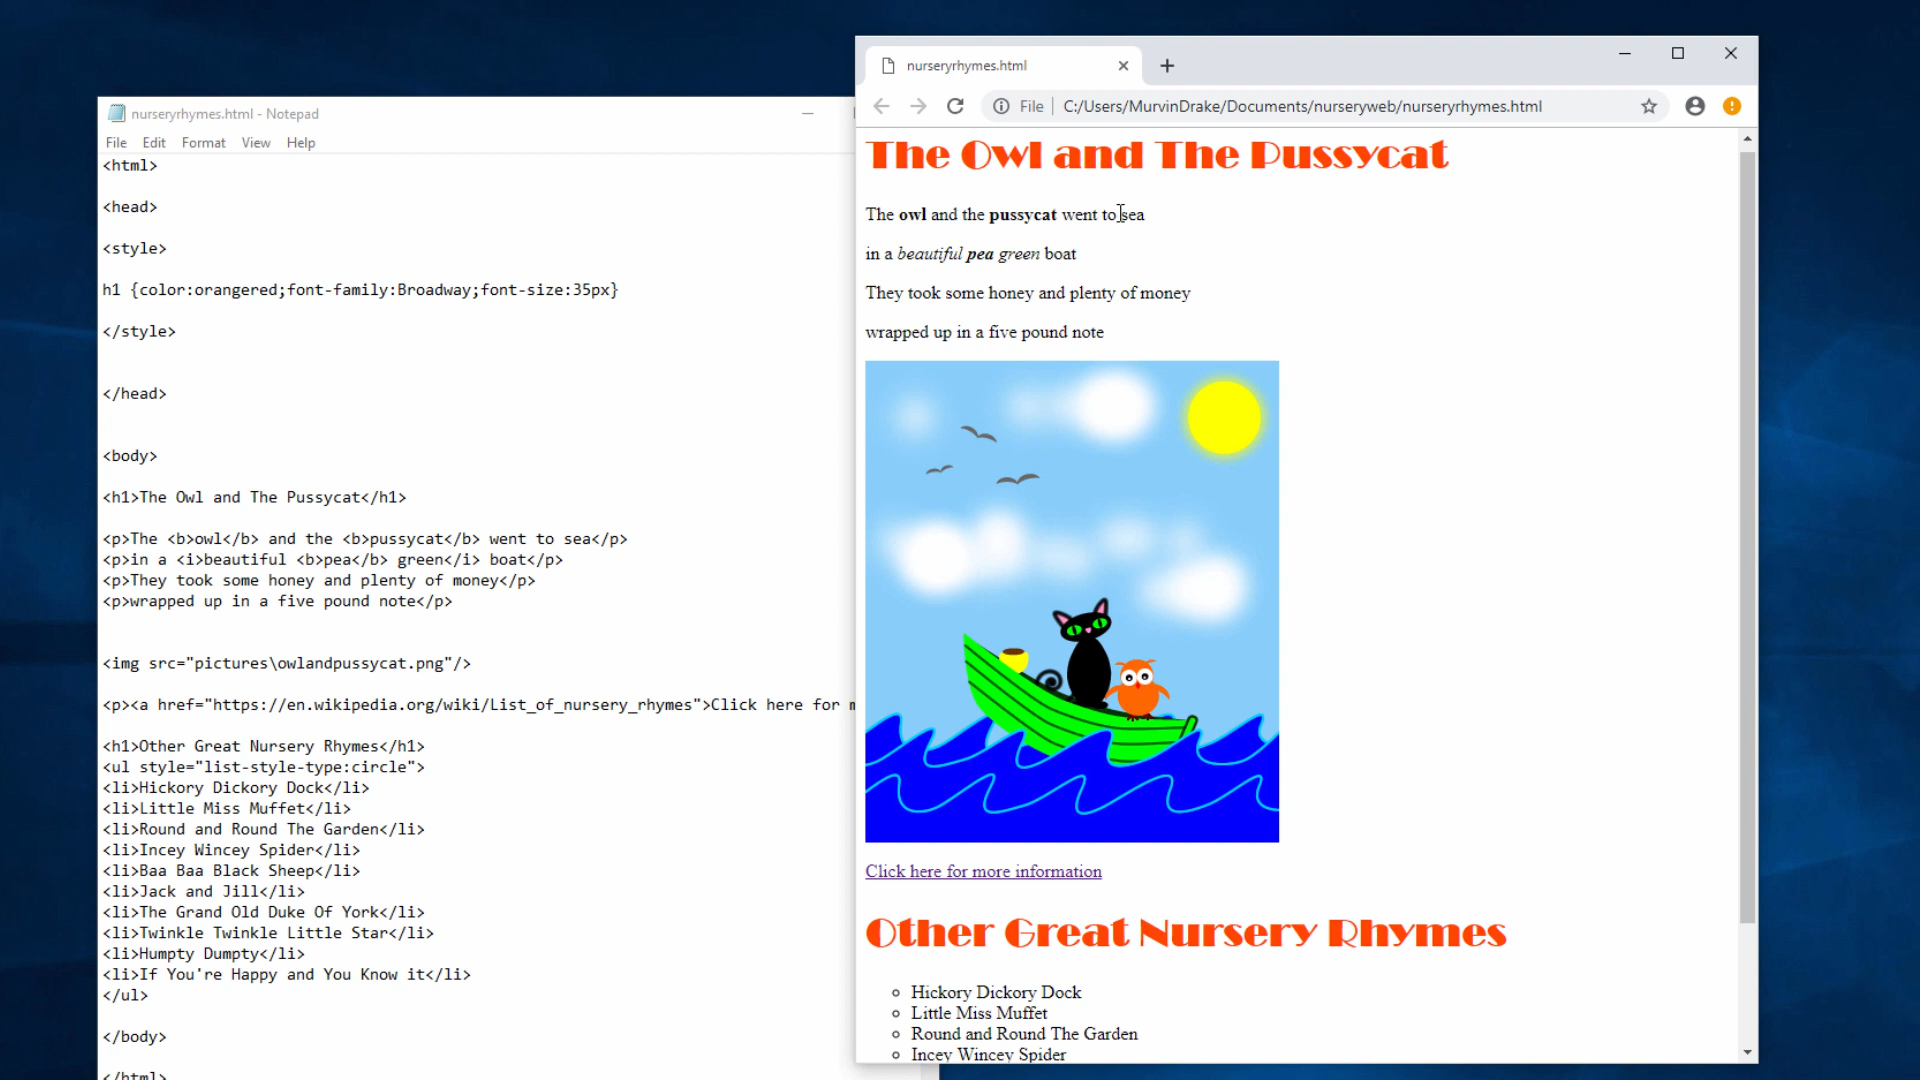 nurseryrhymes.html - Notepad
File Edit Format View Help
<html>
<head>
<style>
h1 {color:orangered;font-family:Broadway;font-size:35px}
</style>
</head>
<body>
<h1>The Owl and The Pussycat</h1>
<p>The <b>owl</b> and the <b>pussycat</b> went to sea</p>
<p>in a <i>beautiful <b>pea</b> green</i> boat</p>
<p>They took some honey and plenty of money</p>
<p>wrapped up in a five pound note</p>
<img src="pictures\owlandpussycat.png"/>
<p><a href="https://en.wikipedia.org/wiki/List_of_nursery_rhymes">Click here for
<h1>Other Great Nursery Rhymes</h1>
<ul style="list-style-type:circle">
<li>Hickory Dickory Dock</li>
<li>Little Miss Muffet</li>
<li>Round and Round The Garden</li>
<li>Incey Wincey Spider</li>
<li>Baa Baa Black Sheep</li>
<li>Jack and Jill</li>
<li>The Grand Old Duke Of York</li>
<li>Twinkle Twinkle Little Star</li>
<li>Humpty Dumpty</li>
<li>If You're Happy and You Know it</li>
</ul>
</body>
</html>
nurseryrhymes.html
File C:/Users/MurvinDrake/Documents/nurseryweb/nurseryrhymes.html
The Owl and The Pussycat
The owl and the pussycat went to sea
in a beautiful pea green boat
They took some honey and plenty of money
wrapped up in a five pound note
Click here for more information
Other Great Nursery Rhymes
Hickory Dickory Dock
Little Miss Muffet
Round and Round The Garden
Incey Wincey Spider